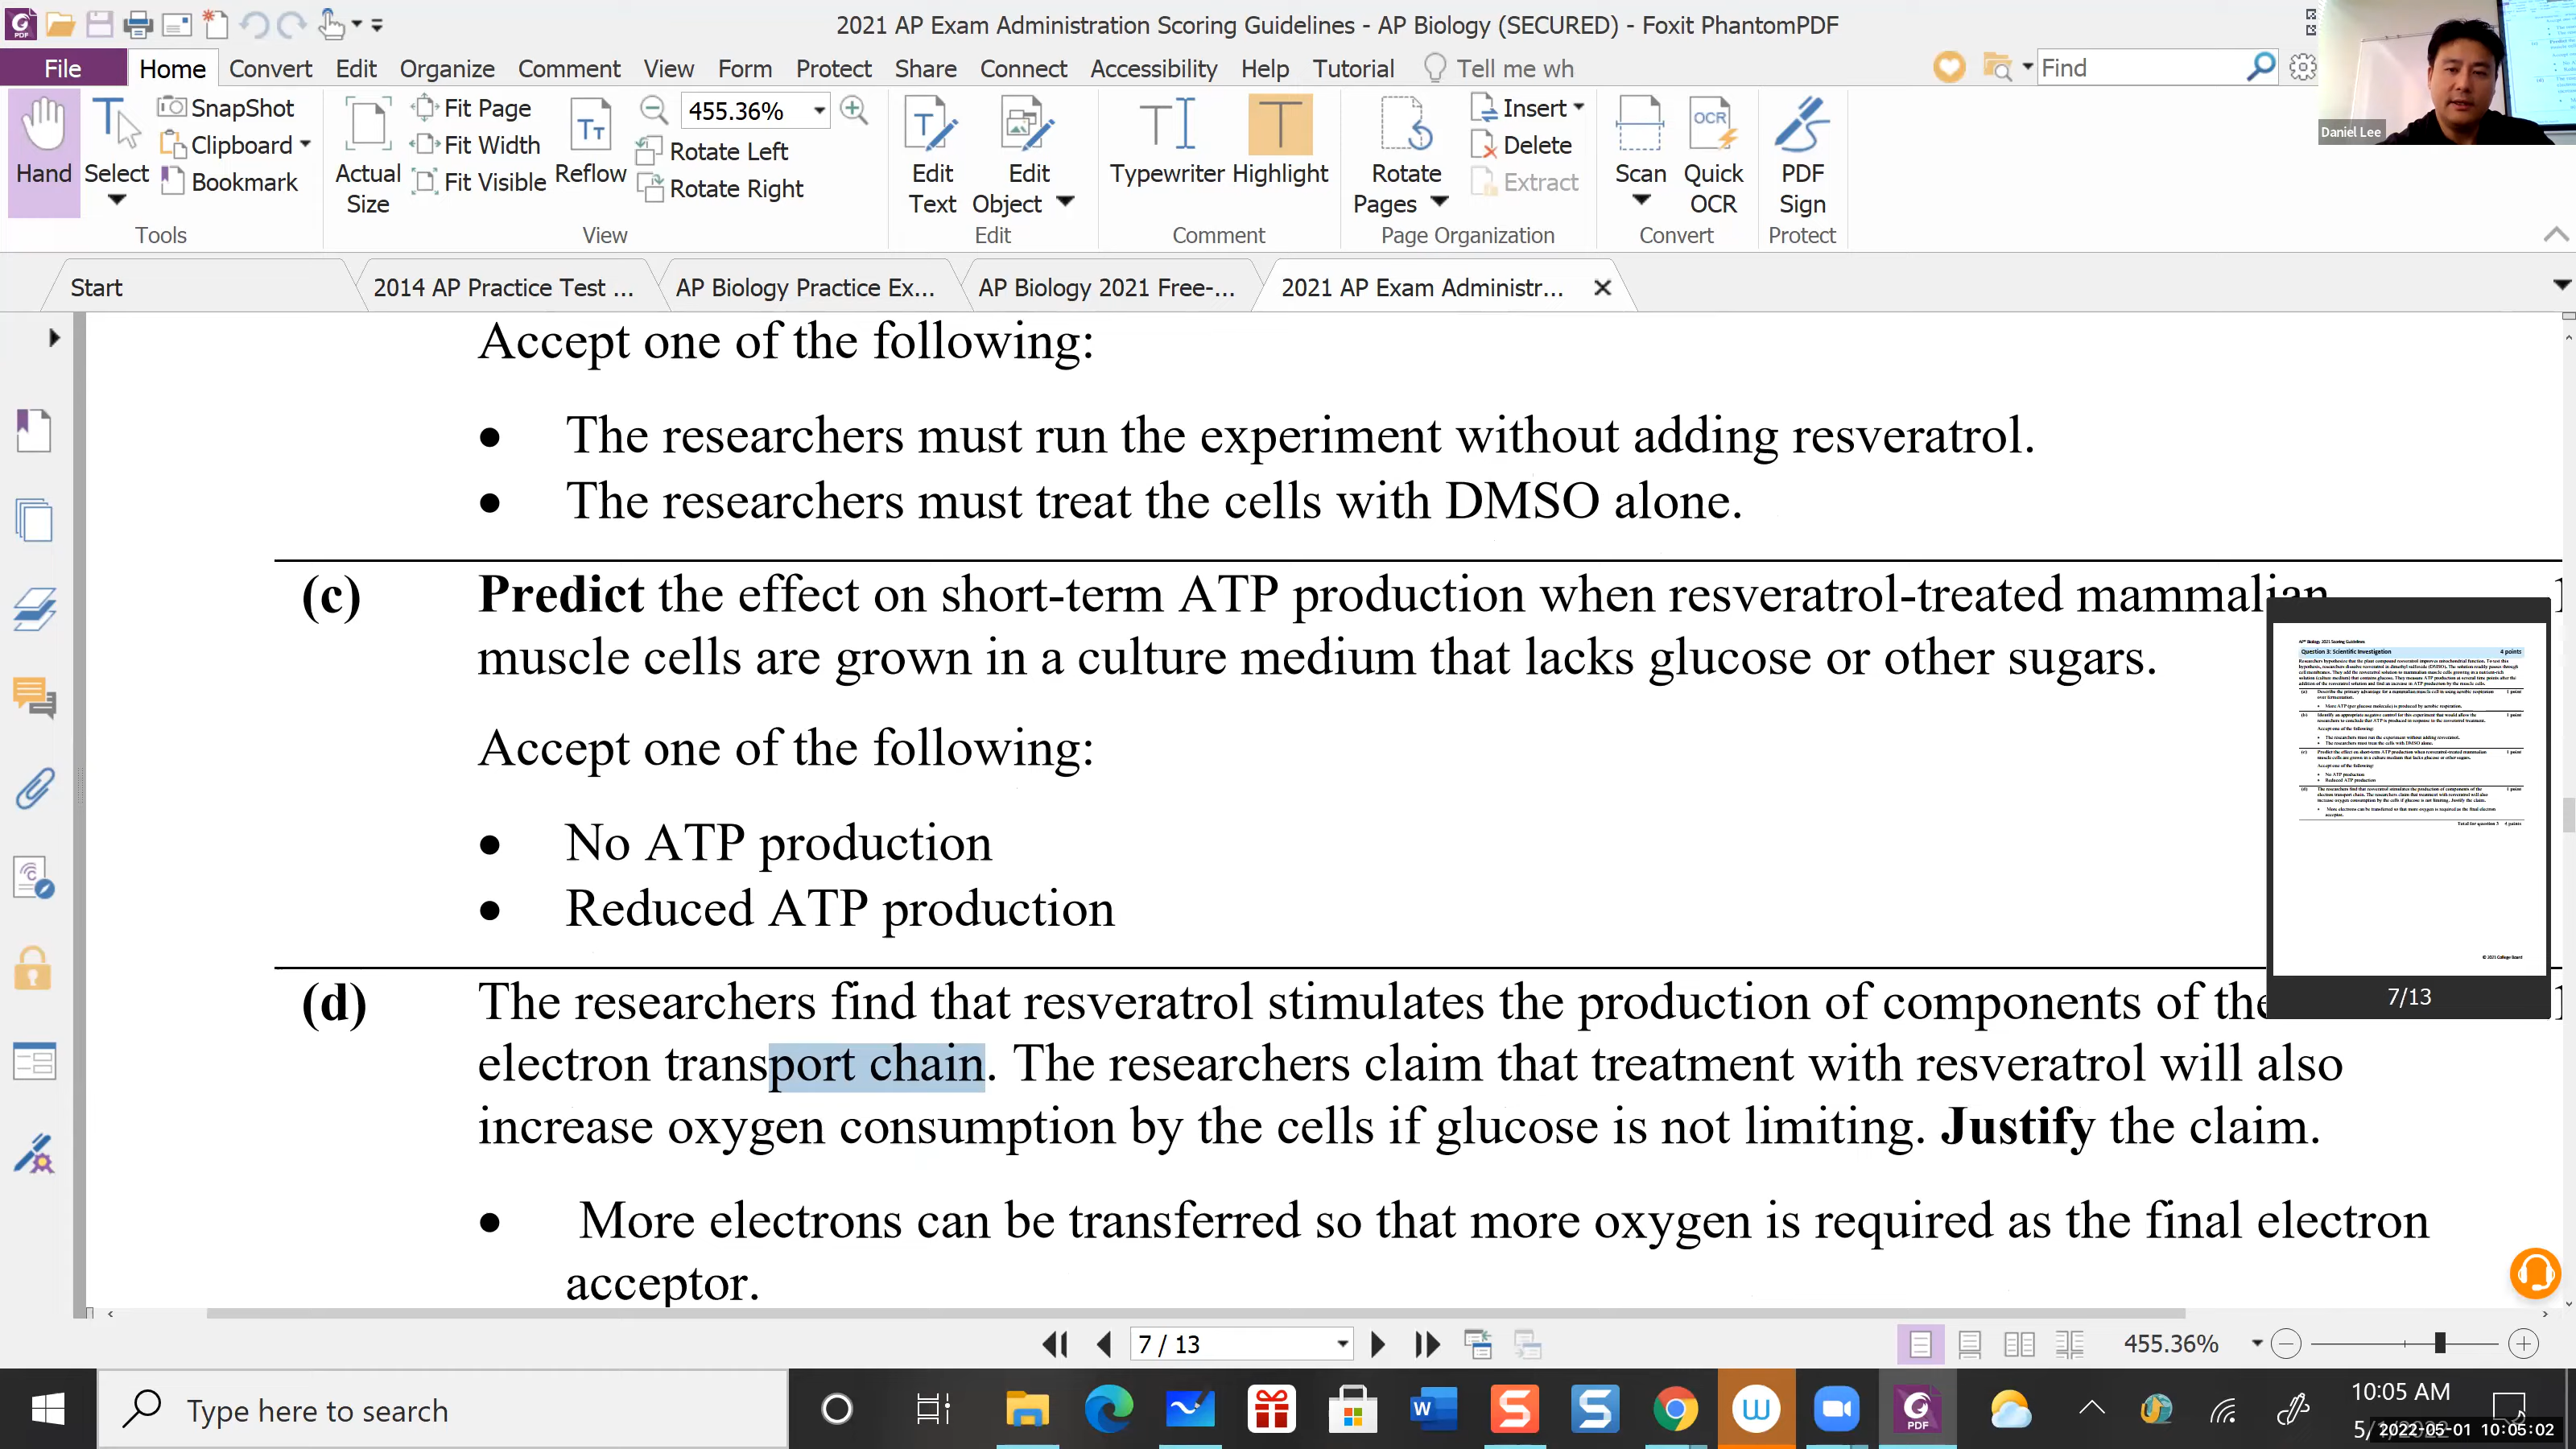 2021 AP Exam Administration Scoring Guidelines - AP Biology (SECURED) - Foxit PhantomPDF
File Home Convert Edit Organize Comment View Form Protect Share Connect Accessibility Help Tutorial Tell me wh Find
Hand
Select
SnapShot
Clipboard
Bookmark
Tools
Actual Size
Fit Page
Fit Width
Fit Visible
Reflow
455.36%
Rotate Left
Rotate Right
View
Edit Text
Edit Object
Edit
Typewriter
Highlight
Comment
Rotate Pages
Insert
Delete
Extract
Page Organization
Scan
OCR
Quick OCR
Convert
PDF Sign
Protect
Daniel Lee
Start
2014 AP Practice Test ...
AP Biology Practice Ex...
AP Biology 2021 Free-...
2021 AP Exam Administr...
Accept one of the following:
• The researchers must run the experiment without adding resveratrol.
• The researchers must treat the cells with DMSO alone.
(c) Predict the effect on short-term ATP production when resveratrol-treated mammalian
muscle cells are grown in a culture medium that lacks glucose or other sugars.
Accept one of the following:
• No ATP production
• Reduced ATP production
(d) The researchers find that resveratrol stimulates the production of components of the
electron transport chain. The researchers claim that treatment with resveratrol will also
increase oxygen consumption by the cells if glucose is not limiting. Justify the claim.
• More electrons can be transferred so that more oxygen is required as the final electron
acceptor.
Question 3: Scientific Investigation 4 points
7/13
7 / 13
455.36%
Type here to search
10:05 AM
2022-05-01 10:05:02